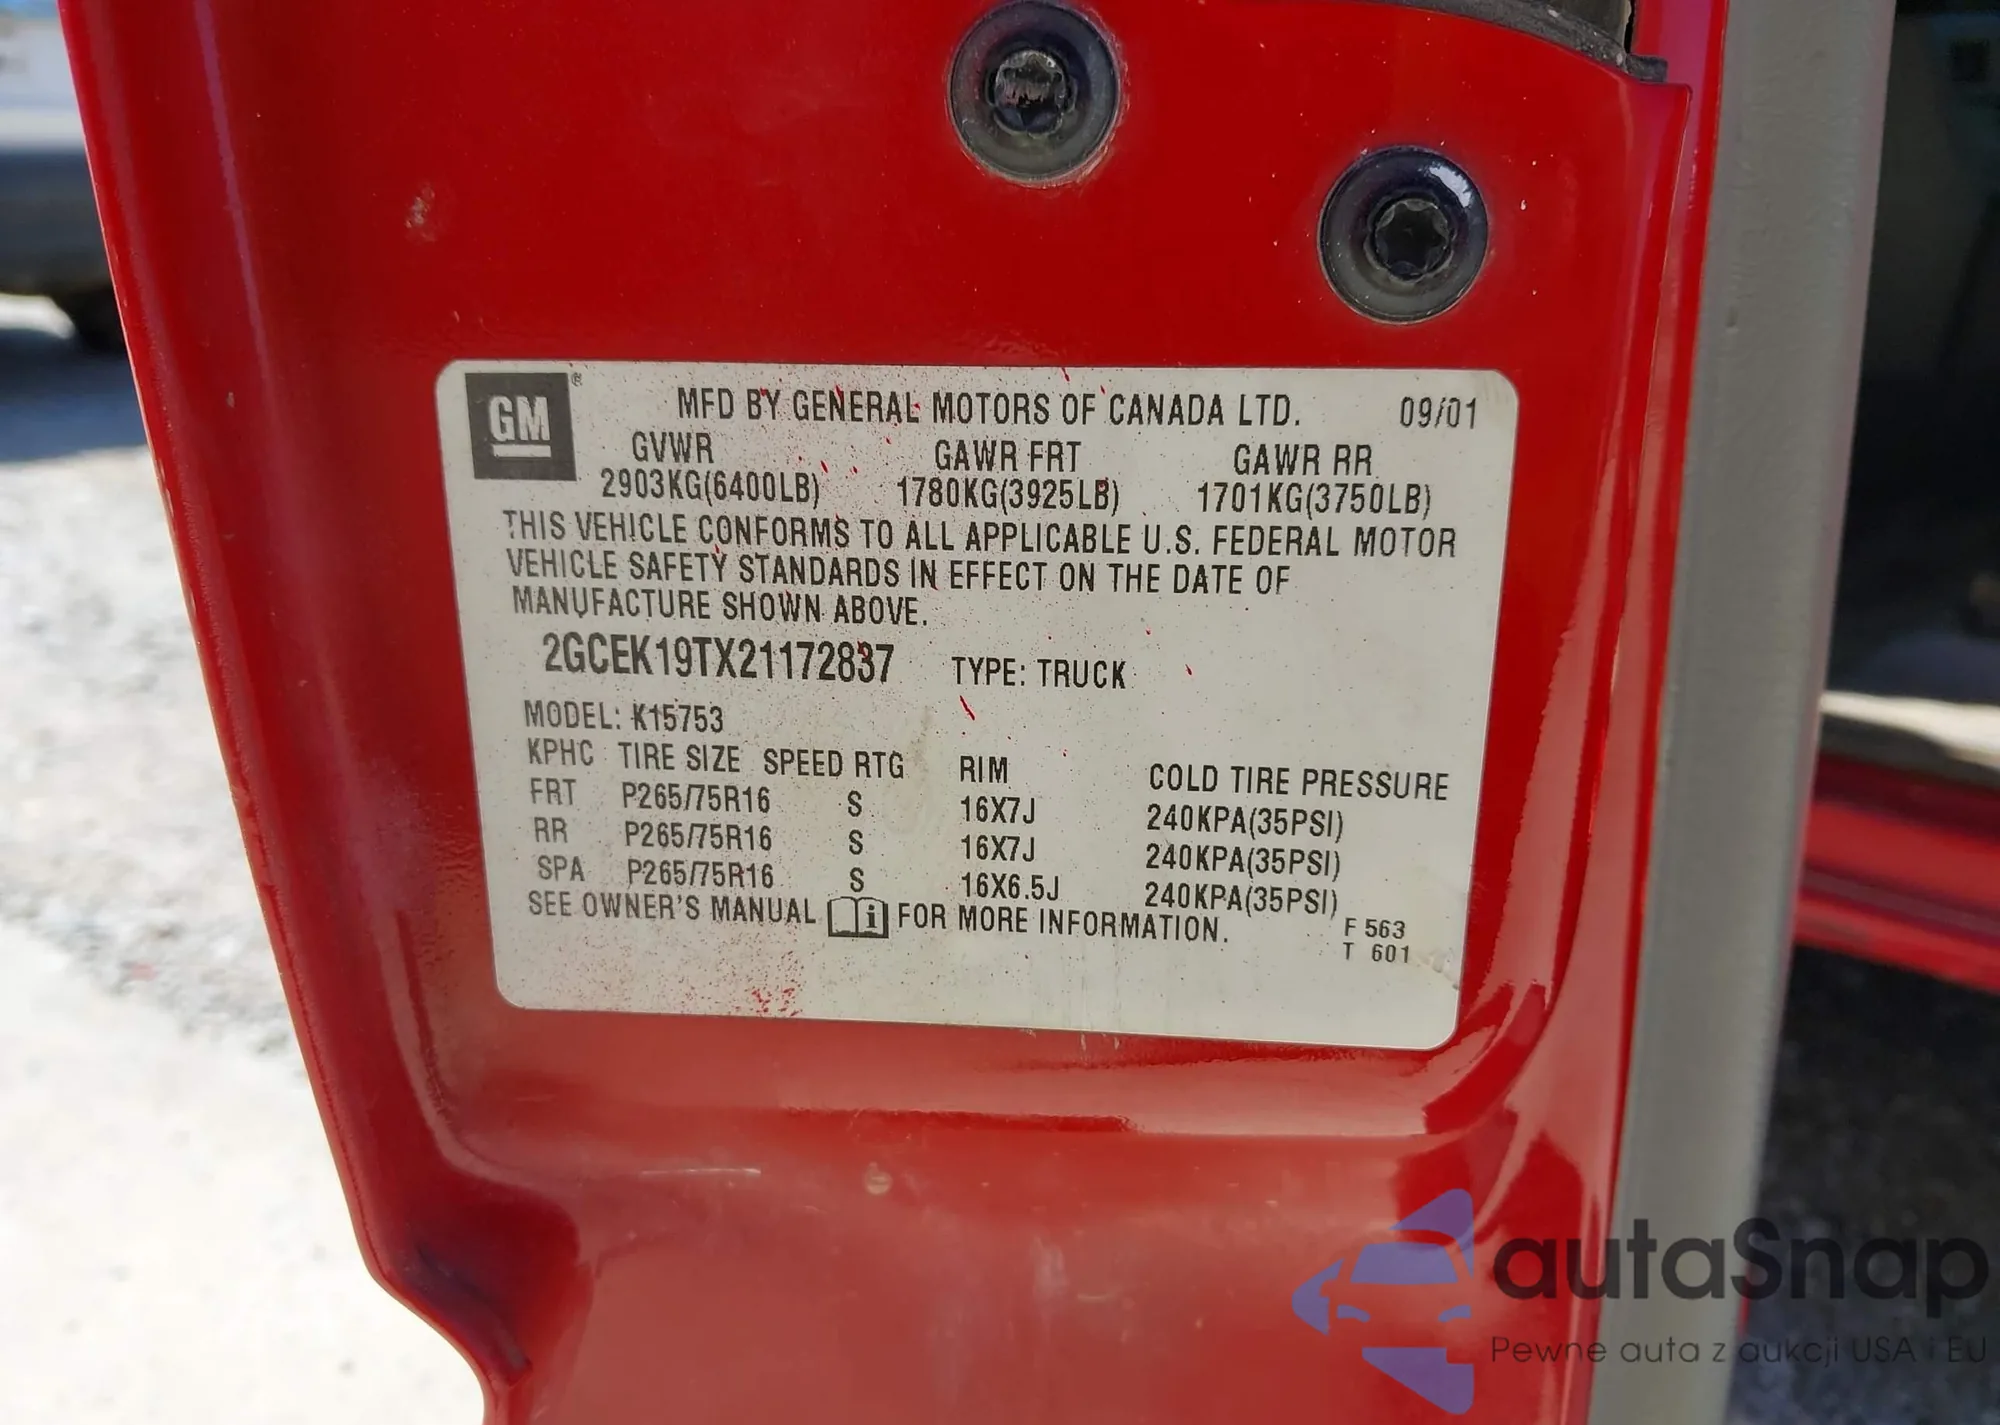 GM®
MFD BY GENERAL MOTORS OF CANADA LTD. 09/01
GVWR GAWR FRT GAWR RR
2903KG(6400LB) 1780KG(3925LB) 1701KG(3750LB)
THIS VEHICLE CONFORMS TO ALL APPLICABLE U.S. FEDERAL MOTOR
VEHICLE SAFETY STANDARDS IN EFFECT ON THE DATE OF
MANUFACTURE SHOWN ABOVE.
2GCEK19TX21172837 TYPE: TRUCK
MODEL: K15753
KPHC TIRE SIZE SPEED RTG RIM COLD TIRE PRESSURE
FRT P265/75R16 S 16X7J 240KPA(35PSI)
RR P265/75R16 S 16X7J 240KPA(35PSI)
SPA P265/75R16 S 16X6.5J 240KPA(35PSI)
SEE OWNER'S MANUAL i FOR MORE INFORMATION.
F 563
T 601
autaSnap
Pewne auta z aukcji USA i EU